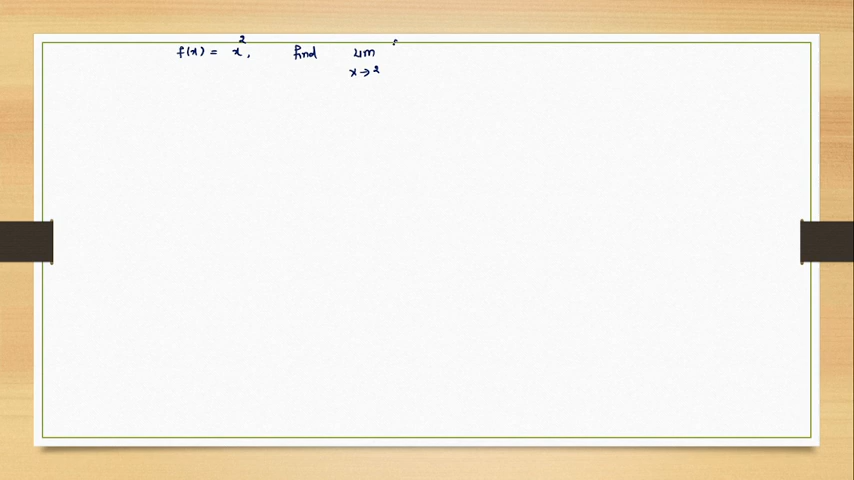 f(x) = x², find lim
x→2